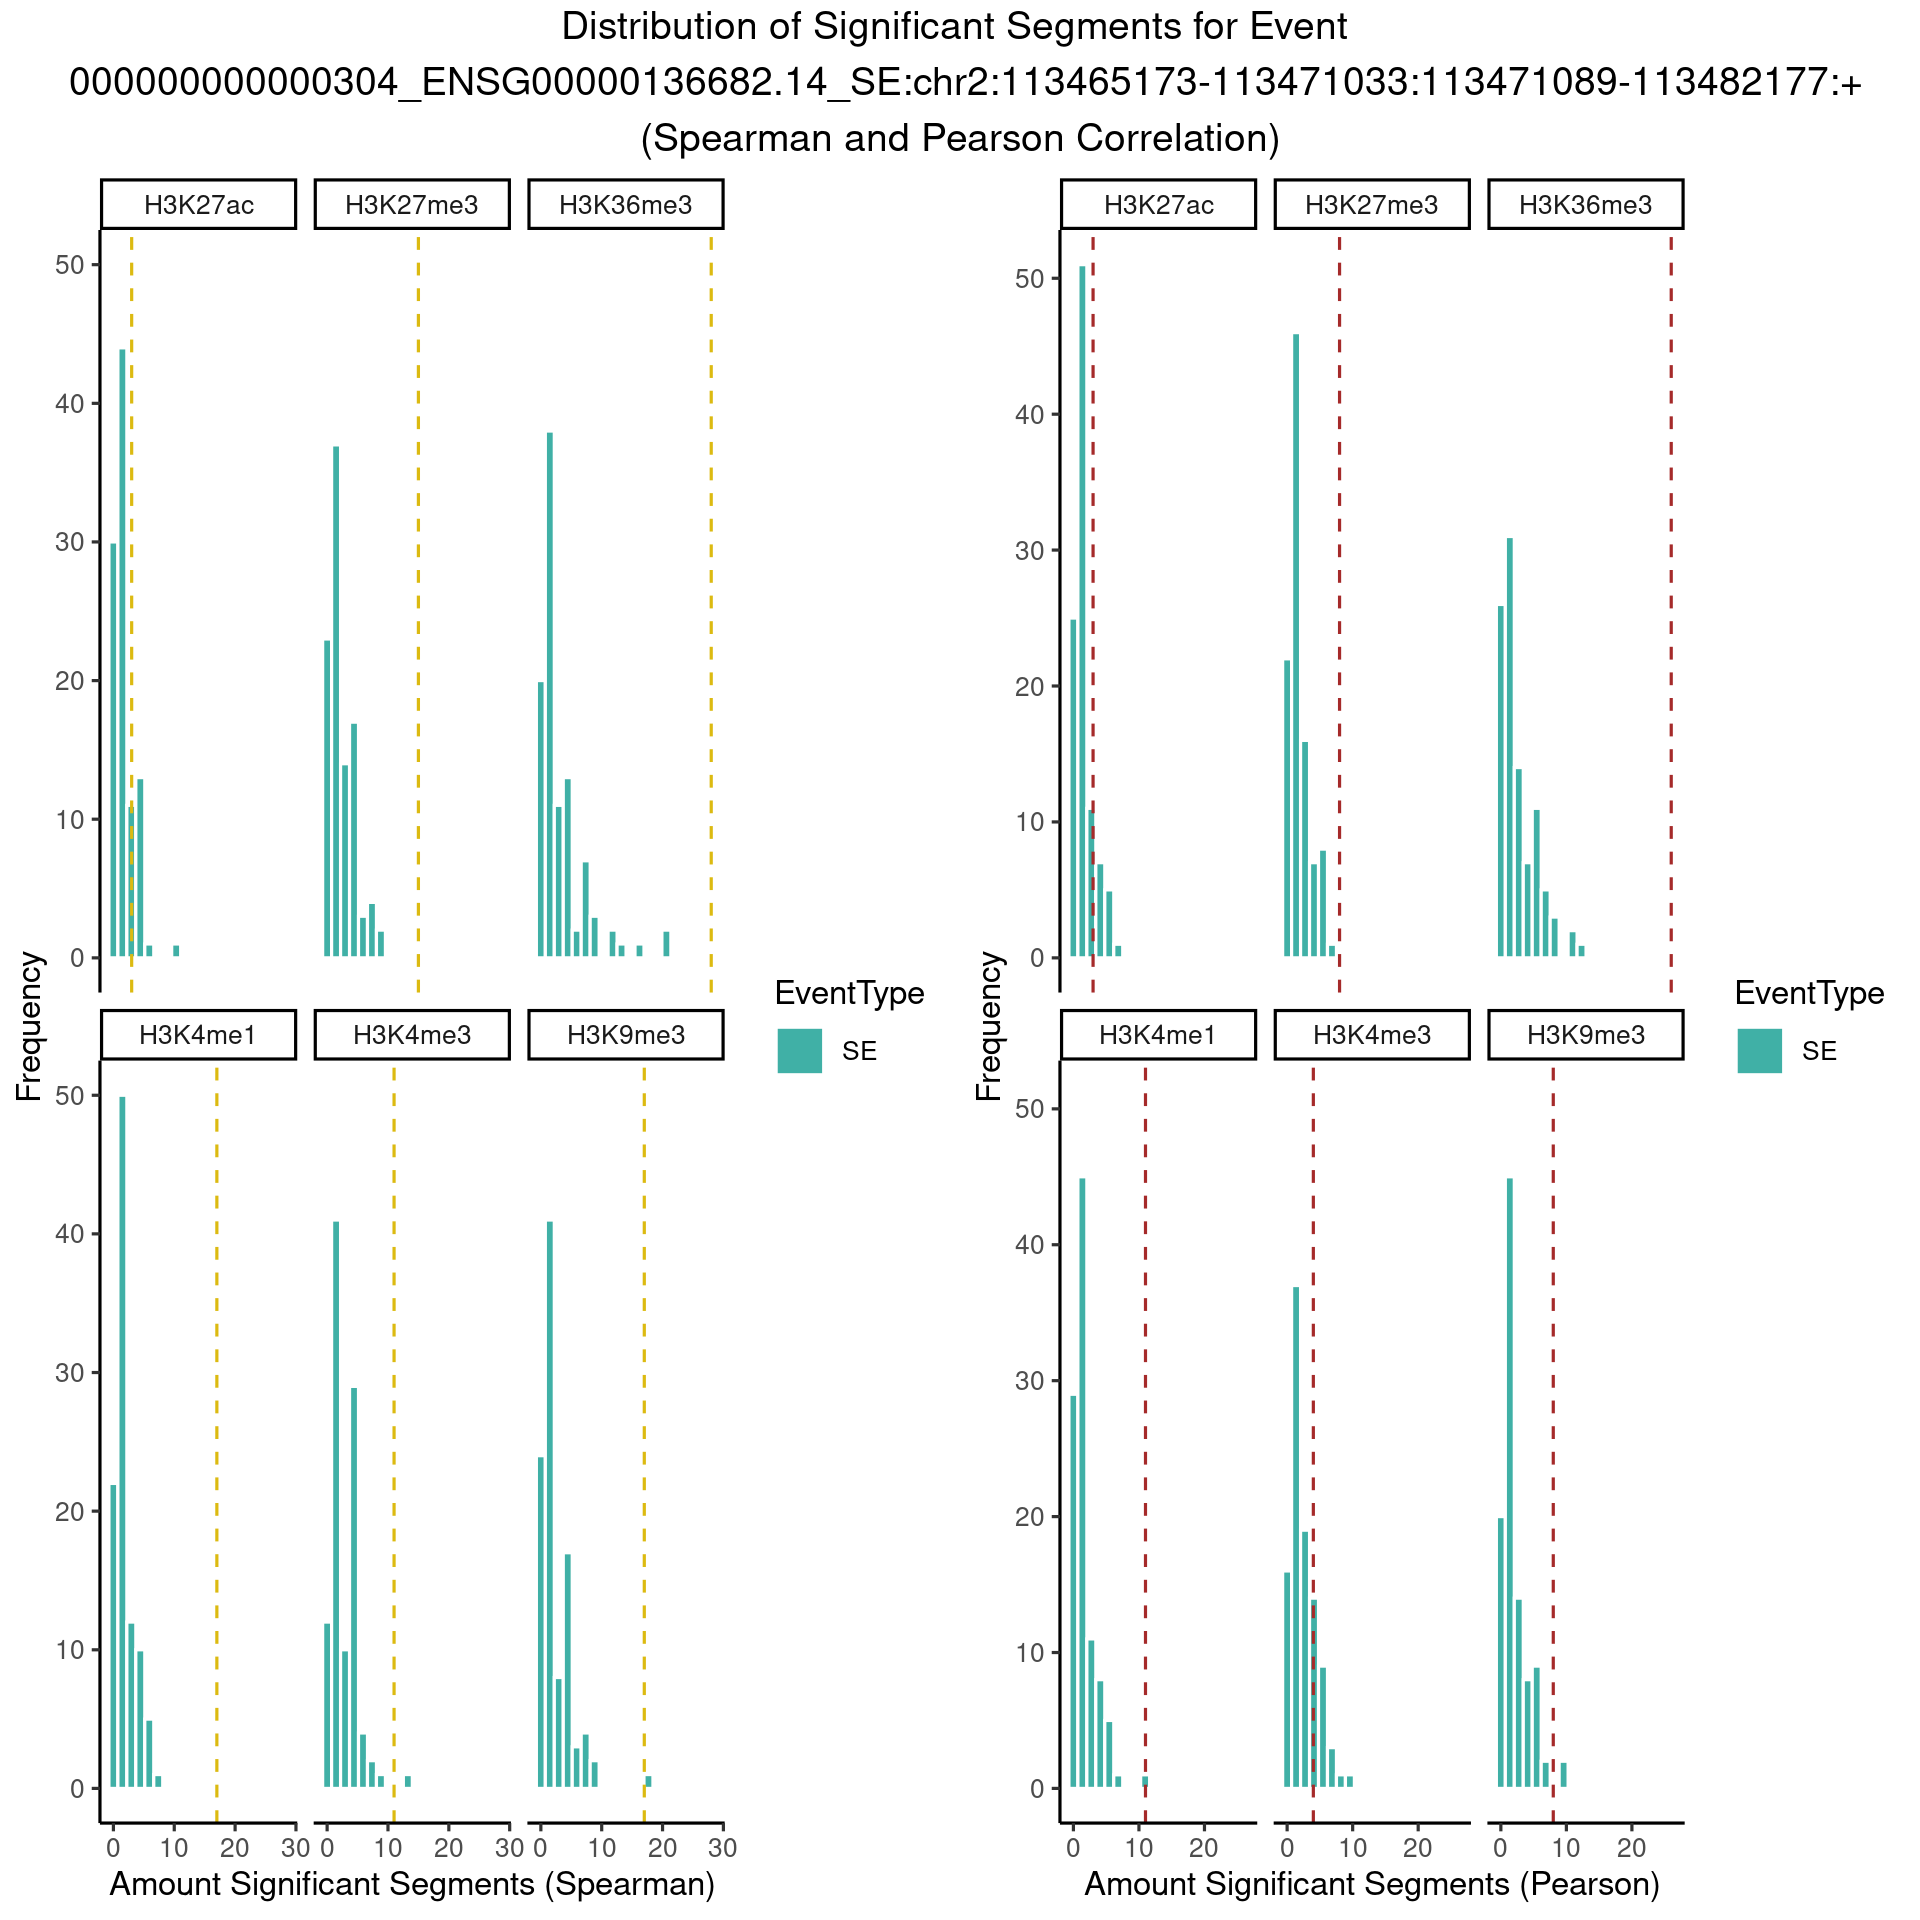 Distribution of Significant Segments for Event
000000000000304_ENSG00000136682.14_SE:chr2:113465173-113471033:113471089-113482177:+
(Spearman and Pearson Correlation)
H3K27ac H3K27me3 H3K36me3
50
40
30
20
10
0
H3K4me1 H3K4me3 H3K9me3
50
40
30
20
10
0
0 10 20 30 0 10 20 30 0 10 20 30
Frequency
Amount Significant Segments (Spearman)
EventType
SE
H3K27ac H3K27me3 H3K36me3
50
40
30
20
10
0
H3K4me1 H3K4me3 H3K9me3
50
40
30
20
10
0
0 10 20 0 10 20 0 10 20
Frequency
Amount Significant Segments (Pearson)
EventType
SE